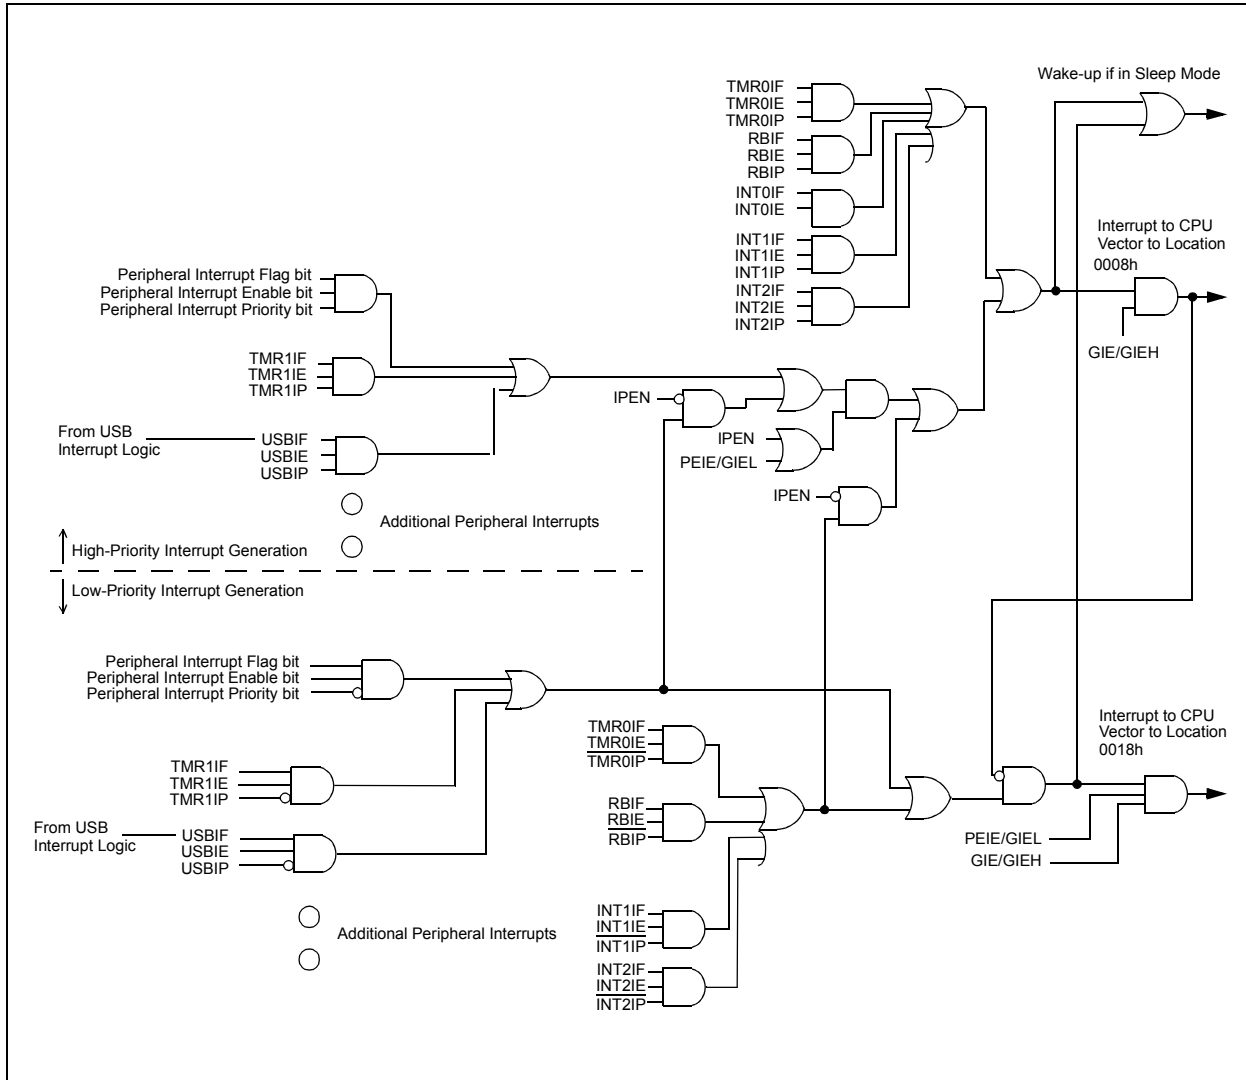 Wake-up if in Sleep Mode
TMR0IF
TMR0IE
TMR0IP
RBIF
RBIE
RBIP
INT0IF
INT0IE
INT1IF
INT1IE
INT1IP
INT2IF
INT2IE
INT2IP
Interrupt to CPU
Vector to Location
0008h
GIE/GIEH
Peripheral Interrupt Flag bit
Peripheral Interrupt Enable bit
Peripheral Interrupt Priority bit
TMR1IF
TMR1IE
TMR1IP
From USB
Interrupt Logic
USBIF
USBIE
USBIP
IPEN
IPEN
PEIE/GIEL
IPEN
Additional Peripheral Interrupts
High-Priority Interrupt Generation
Low-Priority Interrupt Generation
Peripheral Interrupt Flag bit
Peripheral Interrupt Enable bit
Peripheral Interrupt Priority bit
TMR1IF
TMR1IE
TMR1IP
From USB
Interrupt Logic
USBIF
USBIE
USBIP
Additional Peripheral Interrupts
TMR0IF
TMR0IE
TMR0IP
RBIF
RBIE
RBIP
INT1IF
INT1IE
INT1IP
INT2IF
INT2IE
INT2IP
Interrupt to CPU
Vector to Location
0018h
PEIE/GIEL
GIE/GIEH